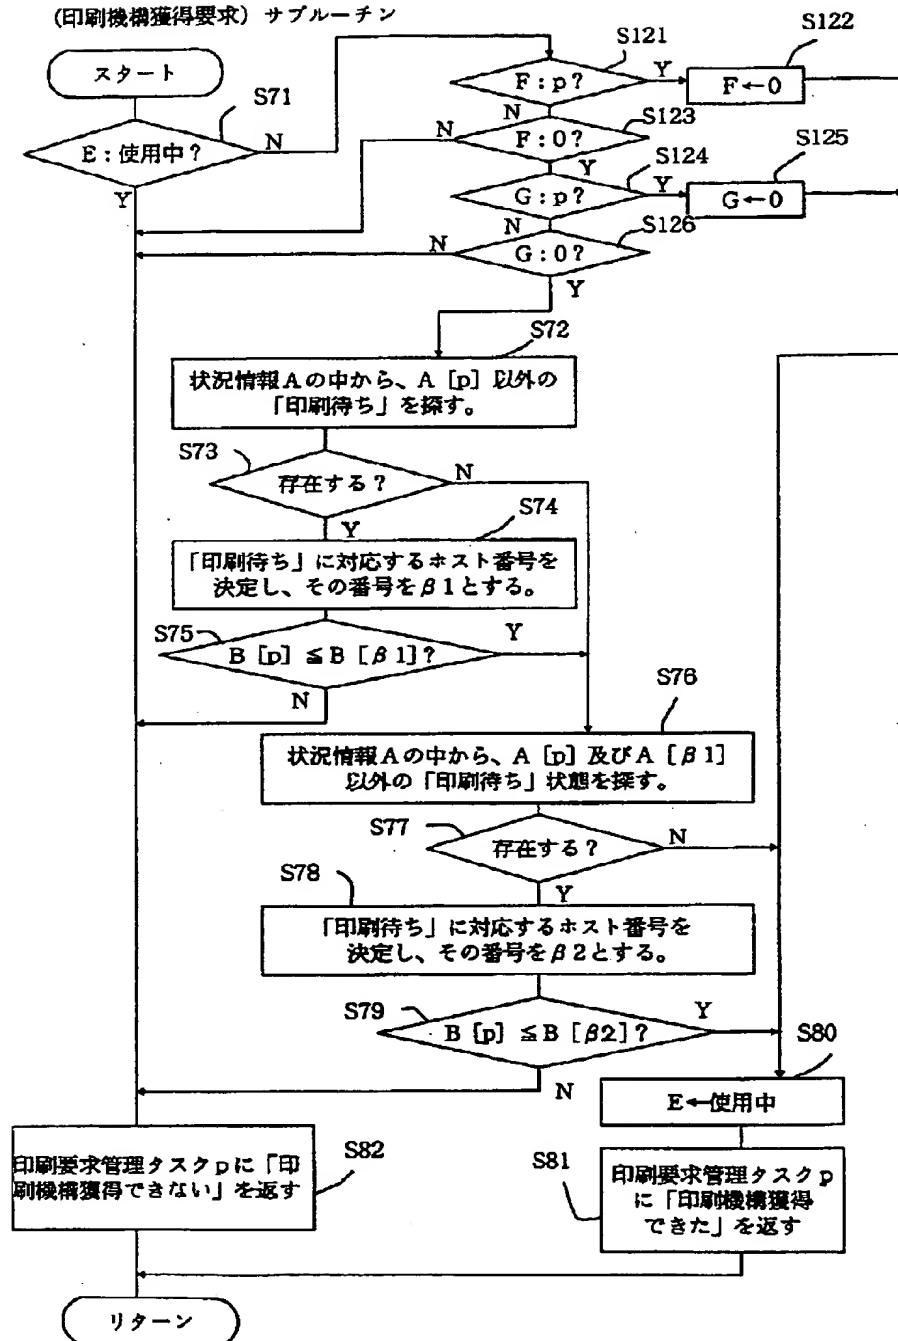 (印刷機構獲得要求) サブルーチン
スタート
S71
E:使用中?
N
Y
S121
F:p?
Y
S122
F←0
N
S123
F:0?
N
Y
S124
G:p?
Y
S125
G←0
N
S126
G:0?
N
Y
S72
状況情報Aの中から、A [p] 以外の
「印刷待ち」を探す。
S73
存在する?
N
Y
S74
「印刷待ち」に対応するホスト番号を
決定し、その番号をβ1とする。
S75
B [p] ≦B [β1]?
Y
N
S76
状況情報Aの中から、A [p] 及びA [β1]
以外の「印刷待ち」状態を探す。
S77
存在する?
N
Y
S78
「印刷待ち」に対応するホスト番号を
決定し、その番号をβ2とする。
S79
B [p] ≦B [β2]?
Y
N
S80
E←使用中
S82
印刷要求管理タスクpに「印
刷機構獲得できない」を返す
S81
印刷要求管理タスクp
に「印刷機構獲得
できた」を返す
リターン